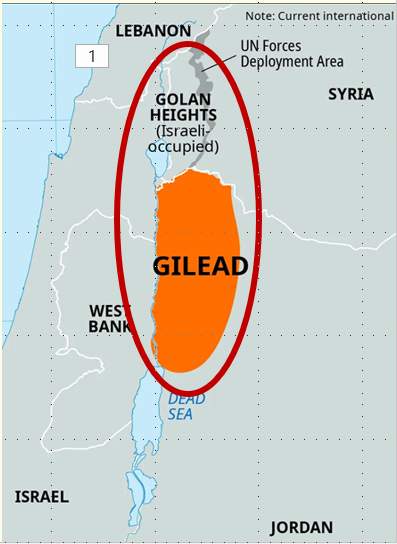 Note: Current international
LEBANON
1
UN Forces
Deployment Area
SYRIA
GOLAN
HEIGHTS
(Israeli-
occupied)
GILEAD
WEST
BANK
DEAD
SEA
ISRAEL
JORDAN